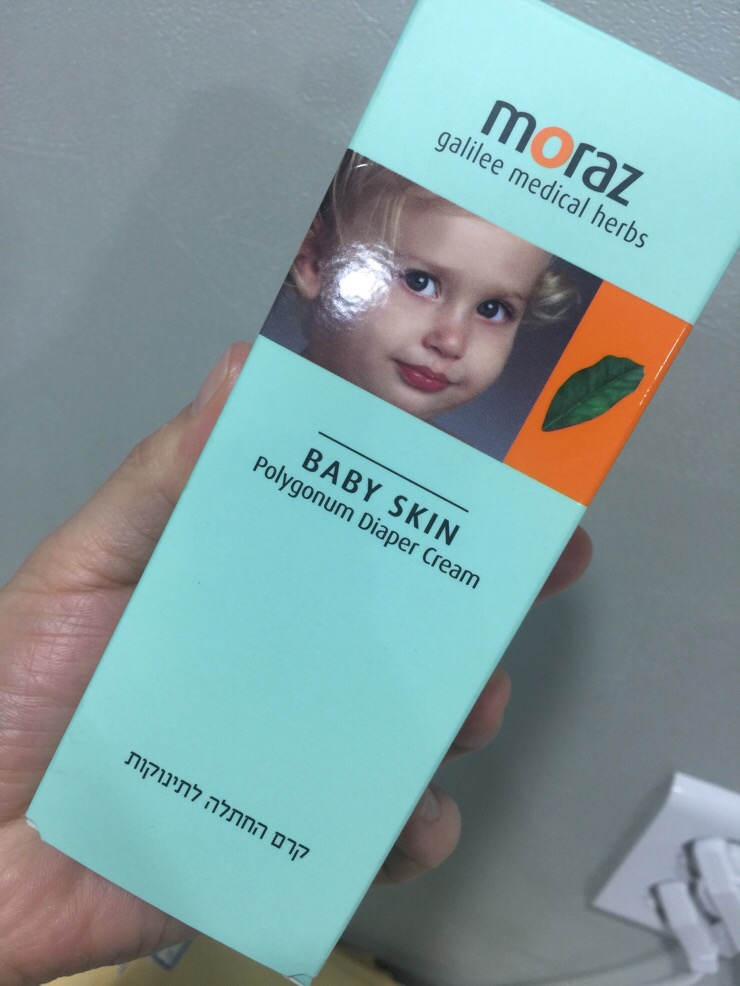 moraz
galilee medical herbs
BABY SKIN
Polygonum Diaper Cream
קרם החתלה לתינוקות